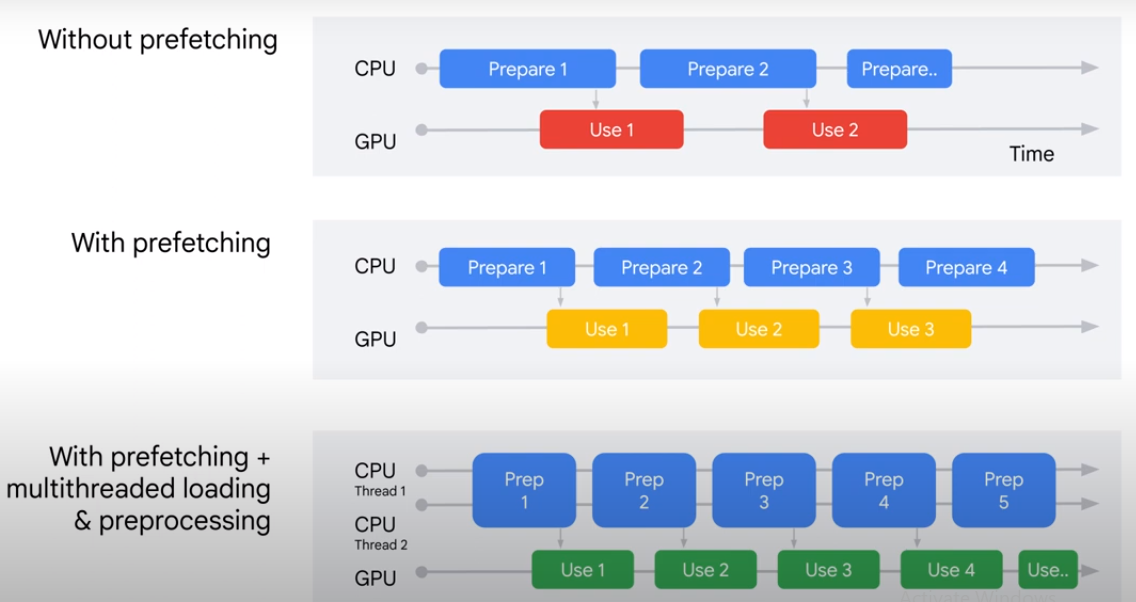 Without prefetching
CPU
Prepare 1
Prepare 2
Prepare..
GPU
Use 1
Use 2
Time
With prefetching
CPU
Prepare 1
Prepare 2
Prepare 3
Prepare 4
GPU
Use 1
Use 2
Use 3
With prefetching +
multithreaded loading
& preprocessing
CPU
Thread 1
CPU
Thread 2
Prep
1
Prep
2
Prep
3
Prep
4
Prep
5
GPU
Use 1
Use 2
Use 3
Use 4
Use..
Activate Windows